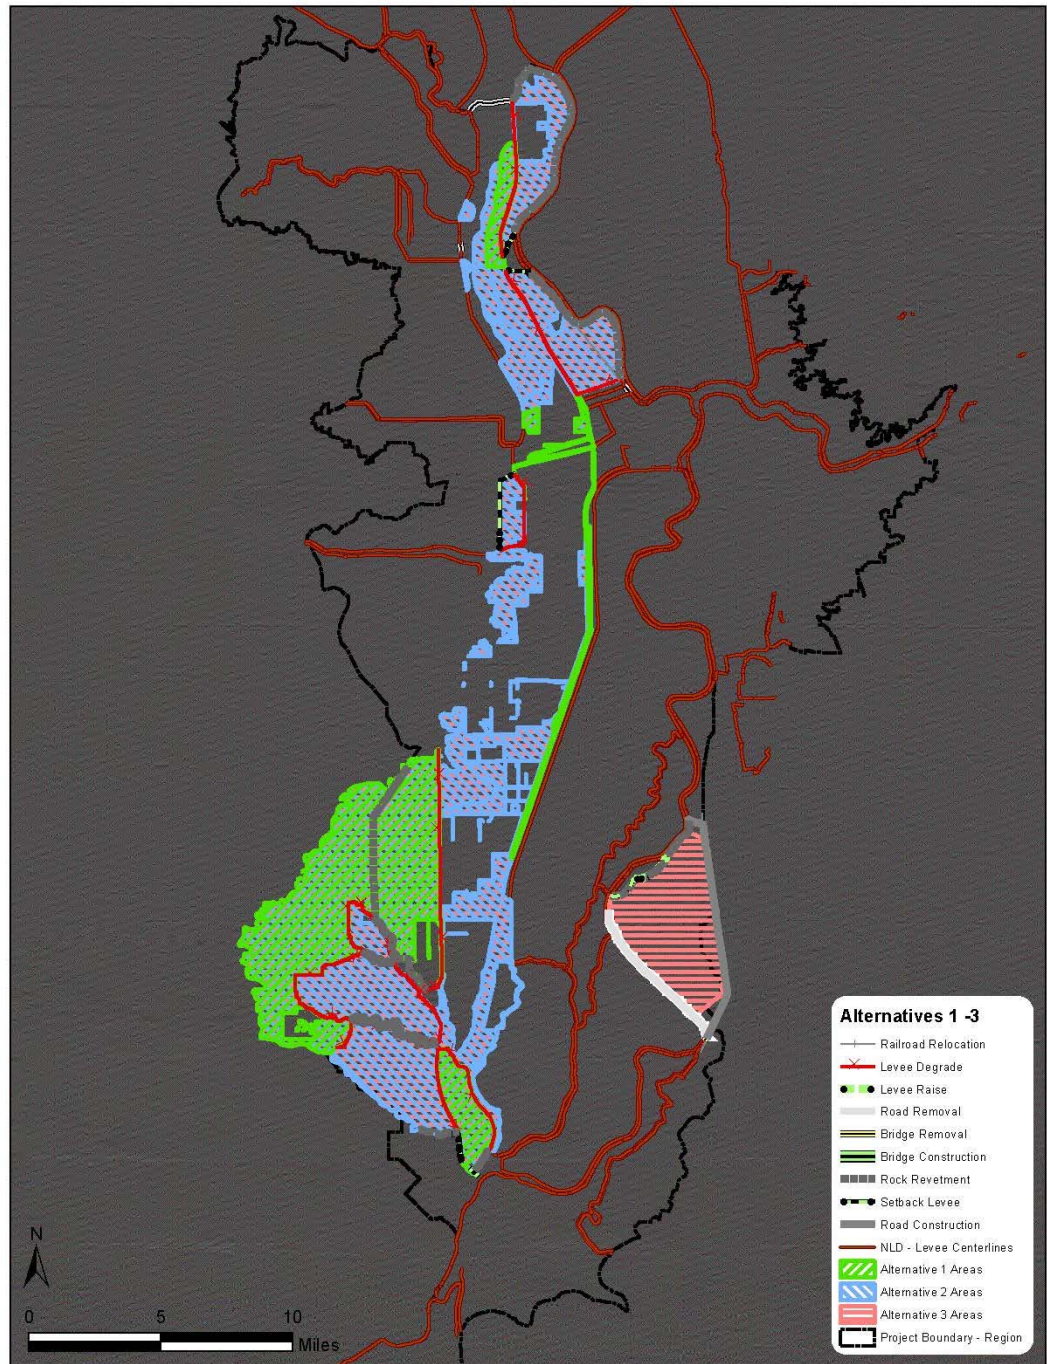 Alternatives 1 -3
Railroad Relocation
Levee Degrade
Levee Raise
Road Removal
Bridge Removal
Bridge Construction
Rock Revetment
Setback Levee
Road Construction
NLD - Levee Centerlines
Alternative 1 Areas
Alternative 2 Areas
Alternative 3 Areas
Project Boundary - Region
N
0 5 10
Miles